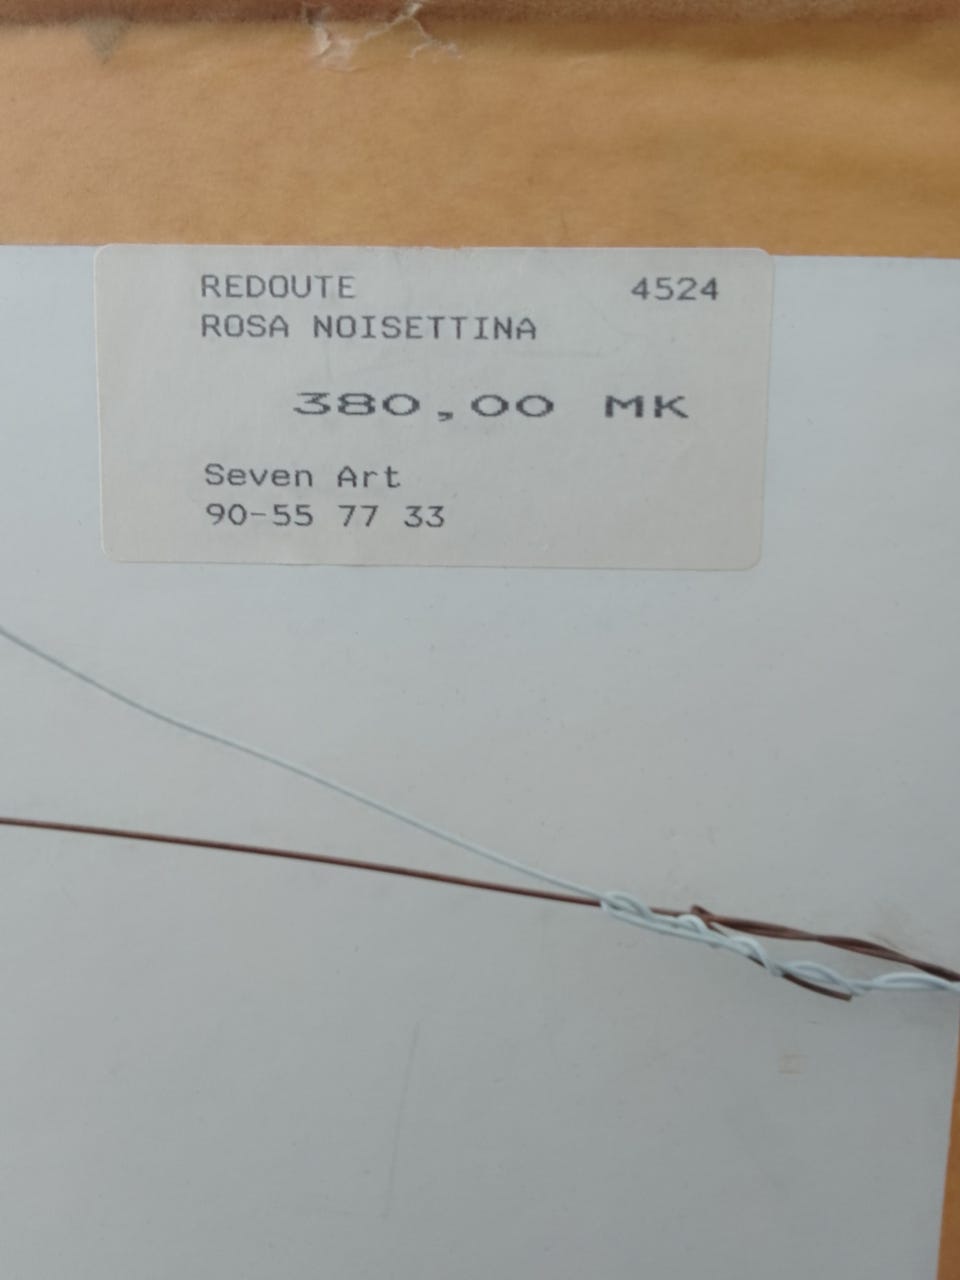 REDOUTE 4524
ROSA NOISETTINA
380,00 MK
Seven Art
90-55 77 33